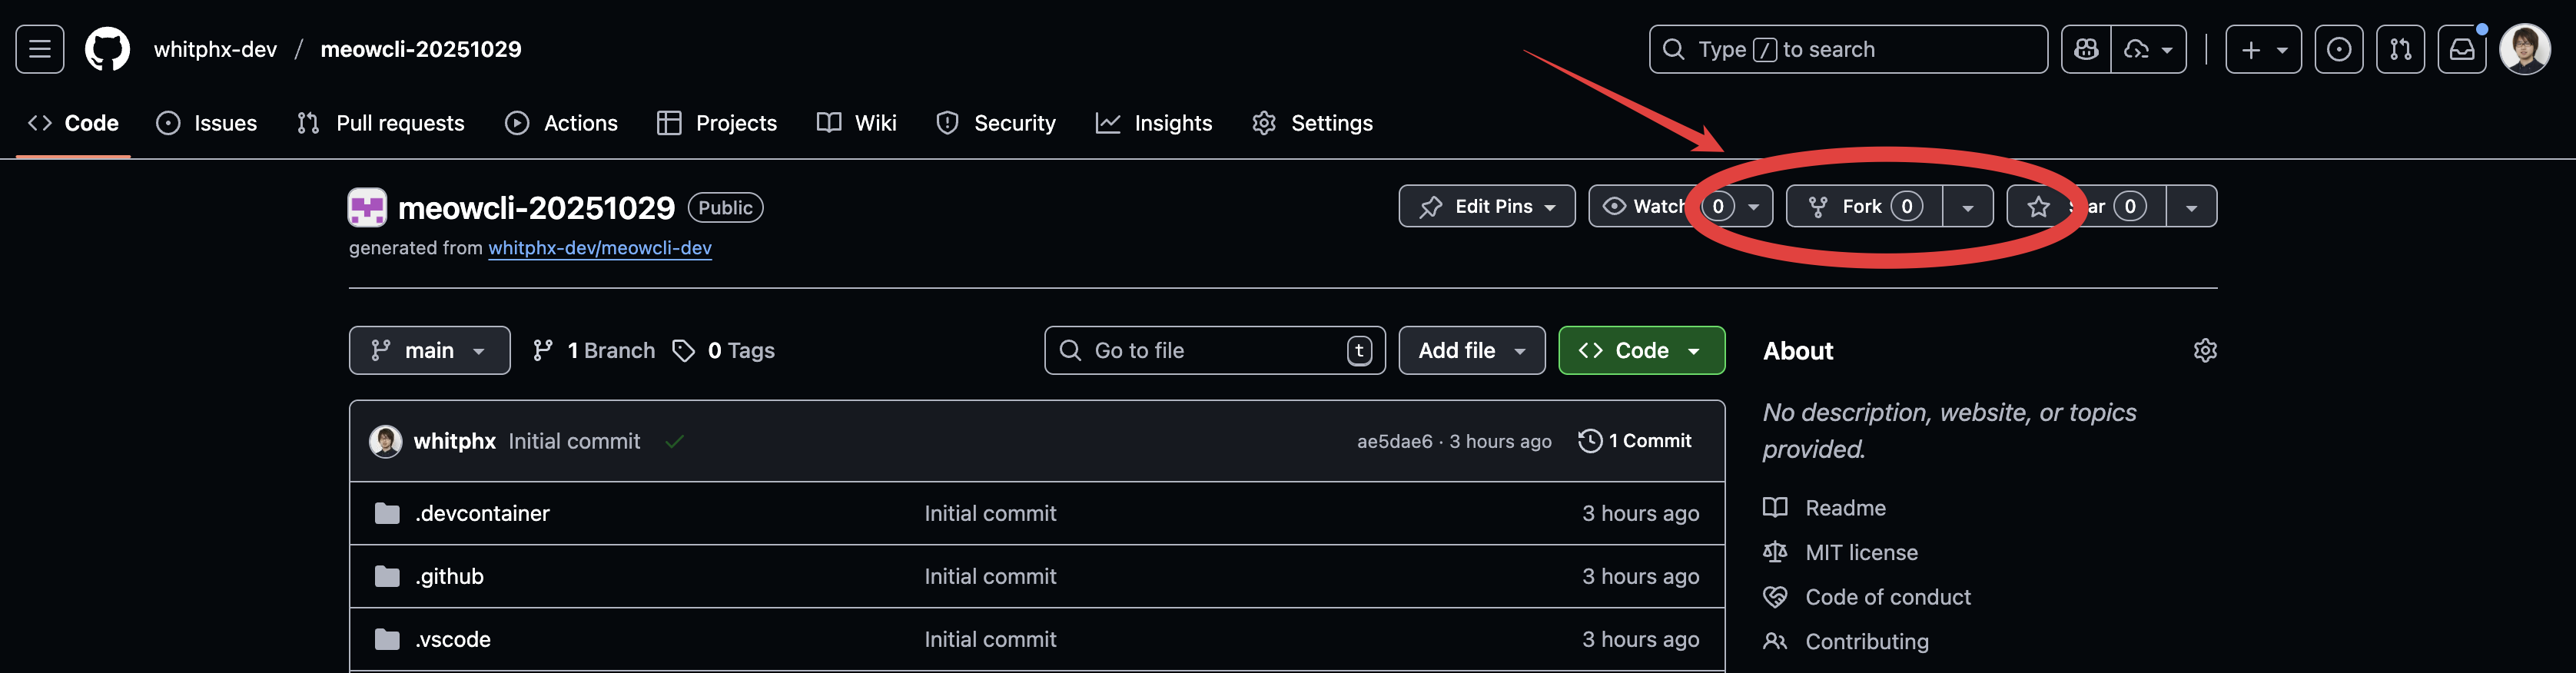 whitphx-dev / meowcli-20251029
Type / to search
Code Issues Pull requests Actions Projects Wiki Security Insights Settings
meowcli-20251029 Public
Edit Pins Watch 0 Fork 0 0
generated from whitphx-dev/meowcli-dev
main 1 Branch 0 Tags
Go to file t Add file Code
About
No description, website, or topics
provided.
whitphx Initial commit ae5dae6 · 3 hours ago 1 Commit
.devcontainer Initial commit 3 hours ago
.github Initial commit 3 hours ago
.vscode Initial commit 3 hours ago
Readme
MIT license
Code of conduct
Contributing